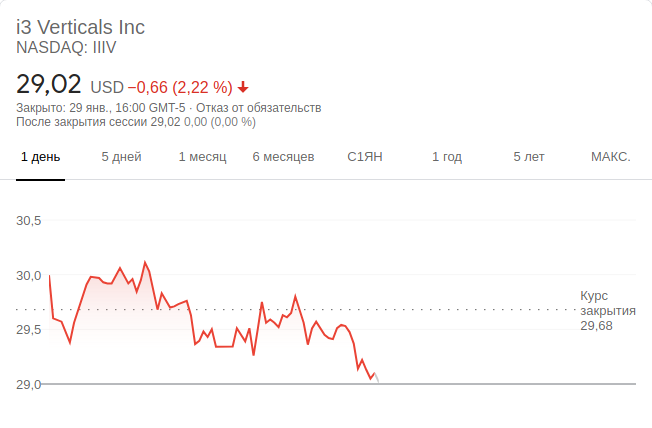 i3 Verticals Inc
NASDAQ: IIIV
29,02 USD −0,66 (2,22 %)
Закрыто: 29 янв., 16:00 GMT-5 · Отказ от обязательств
После закрытия сессии 29,02 0,00 (0,00 %)
1 день 5 дней 1 месяц 6 месяцев С1ЯН 1 год 5 лет МАКС.
30,5
30,0
Курс
закрытия
29,68
29,5
29,0